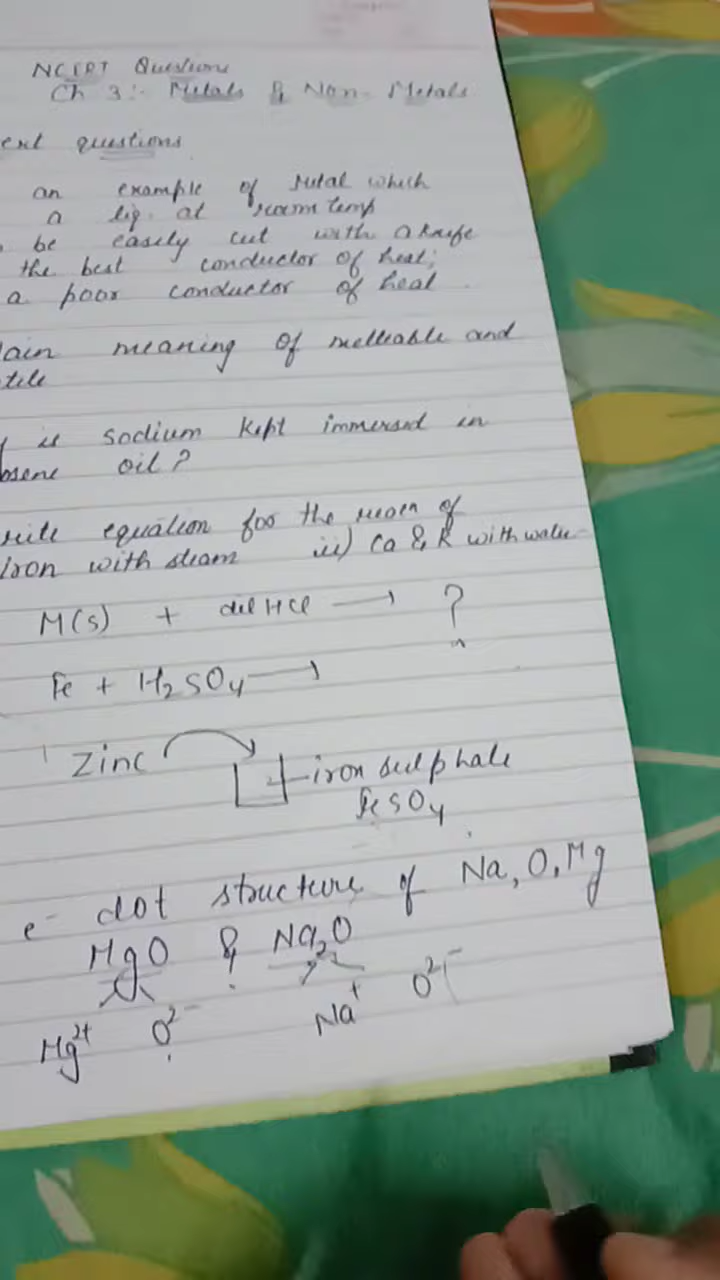 NCERT Questions
Ch 3:- Metals & Non-Metals
ext questions
an example of Metal which
a liq. at room temp
be easily cut with a knife
the best conductor of heat;
a poor conductor of heat
lain meaning of melleable and
tile
y is sodium kept immersed in
osene oil?
rite equation for the reacn of
iron with steam ii) Ca & K with water
M(s) + dil HCl ⟶ ?
Fe + H₂SO₄ ⟶
Zinc
iron sulphate
FeSO₄
e⁻ dot structure of Na, O, Mg
MgO & Na₂O
Mg²⁺ O²⁻ Na⁺ O²⁻